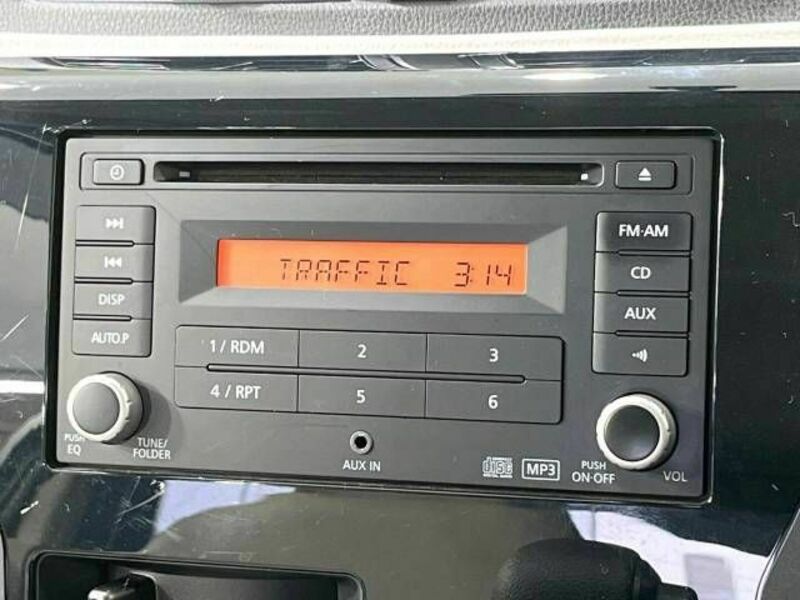 FM·AM
TRAFFIC 3:14
CD
DISP
AUX
AUTO.P
1 / RDM
2
3
4 / RPT
5
6
PUSH
EQ
TUNE/
FOLDER
AUX IN
disc
MP3
PUSH
ON·OFF
VOL